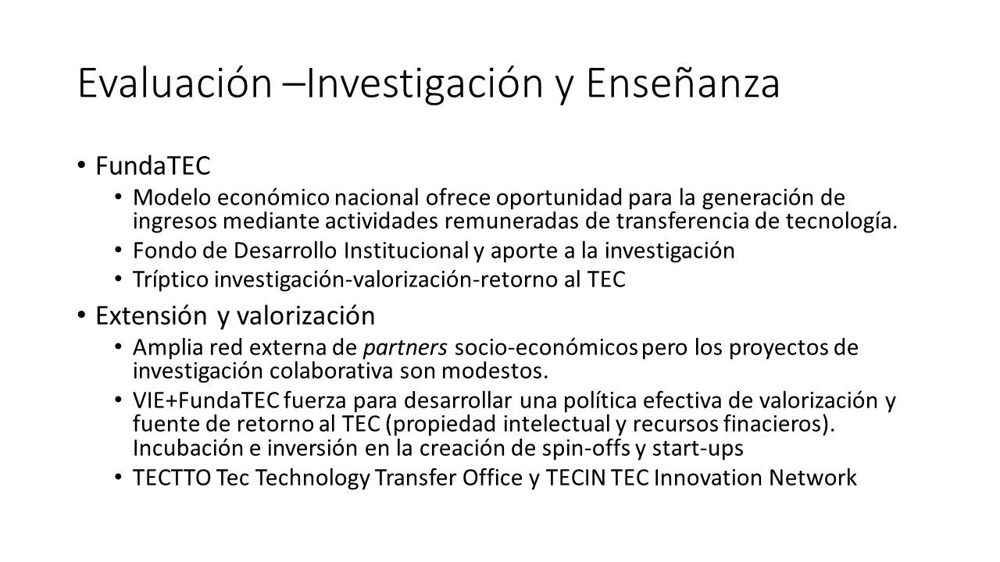 Evaluación –Investigación y Enseñanza
• FundaTEC
• Modelo económico nacional ofrece oportunidad para la generación de
ingresos mediante actividades remuneradas de transferencia de tecnología.
• Fondo de Desarrollo Institucional y aporte a la investigación
• Tríptico investigación-valorización-retorno al TEC
• Extensión y valorización
• Amplia red externa de partners socio-económicos pero los proyectos de
investigación colaborativa son modestos.
• VIE+FundaTEC fuerza para desarrollar una política efectiva de valorización y
fuente de retorno al TEC (propiedad intelectual y recursos finacieros).
Incubación e inversión en la creación de spin-offs y start-ups
• TECTTO Tec Technology Transfer Office y TECIN TEC Innovation Network